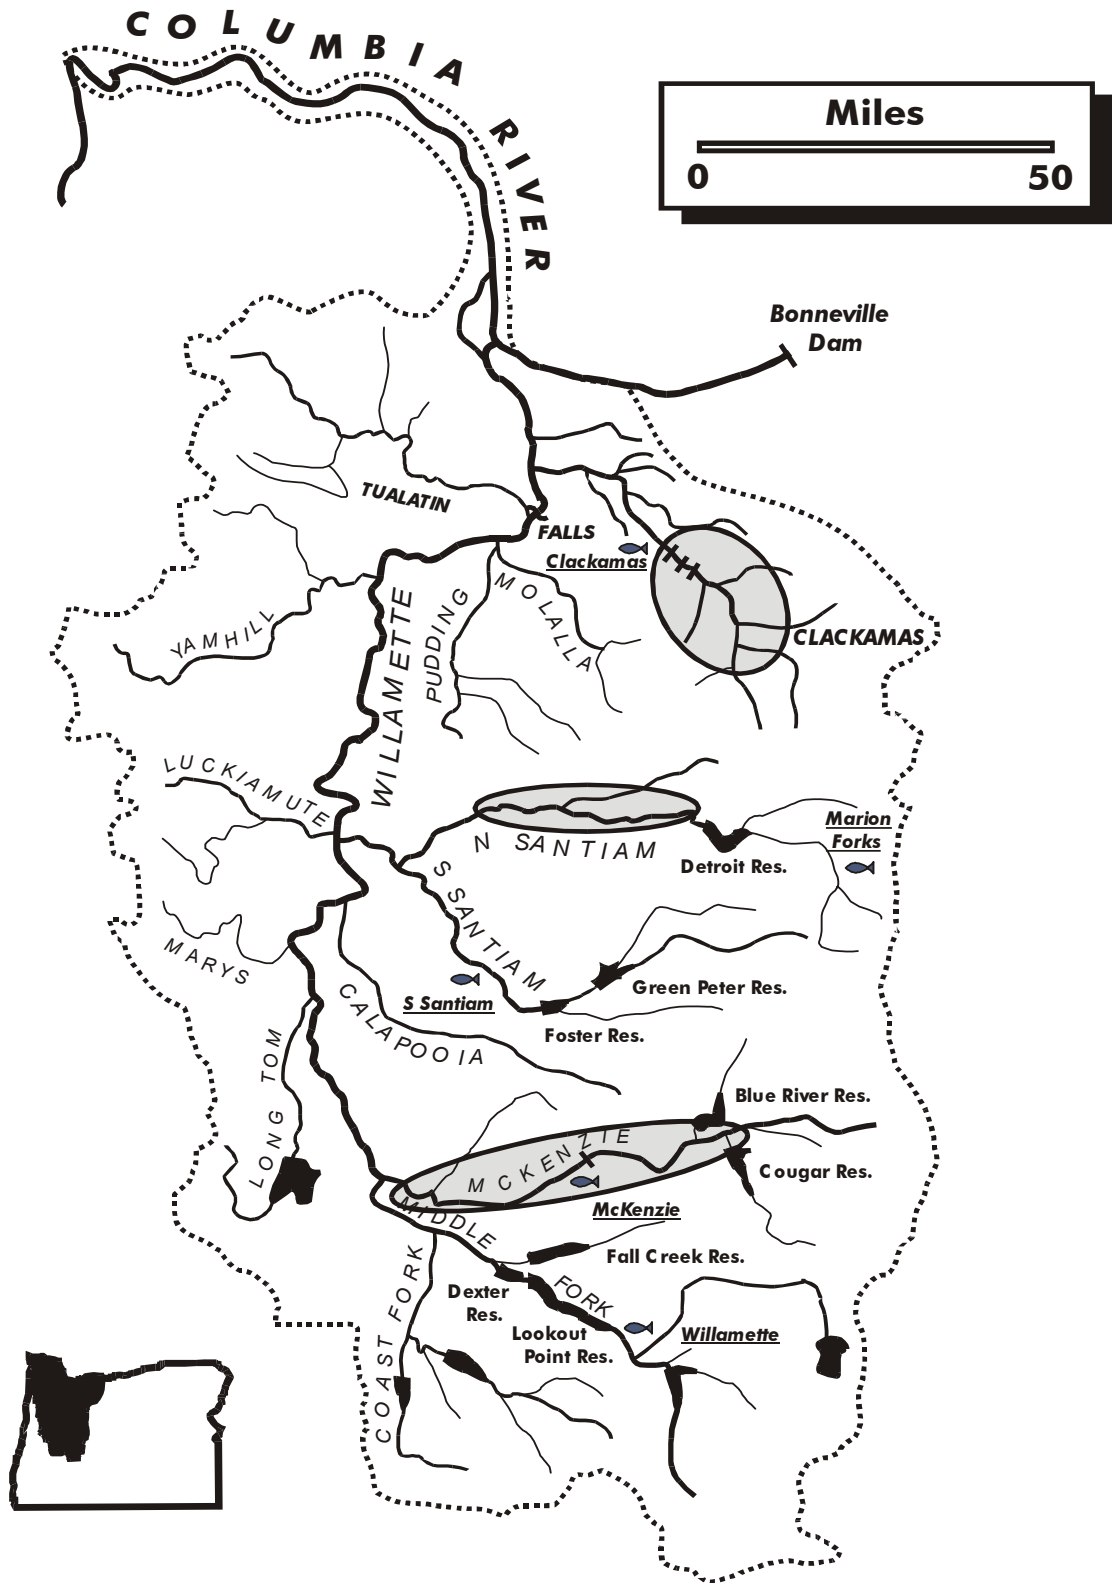 COLUMBIA
RIVER
Miles
0 50
Bonneville
Dam
TUALATIN
FALLS
Clackamas
CLACKAMAS
YAMHILL
WILLAMETTE
PUDDING
MOLALLA
LUCKIAMUTE
N SANTIAM
Detroit Res.
Marion
Forks
S SANTIAM
MARYS
S Santiam
Green Peter Res.
Foster Res.
CALAPOOIA
LONG TOM
Blue River Res.
MCKENZIE
Cougar Res.
McKenzie
MIDDLE
FORK
Fall Creek Res.
COAST FORK
Dexter
Res.
Lookout
Point Res.
Willamette